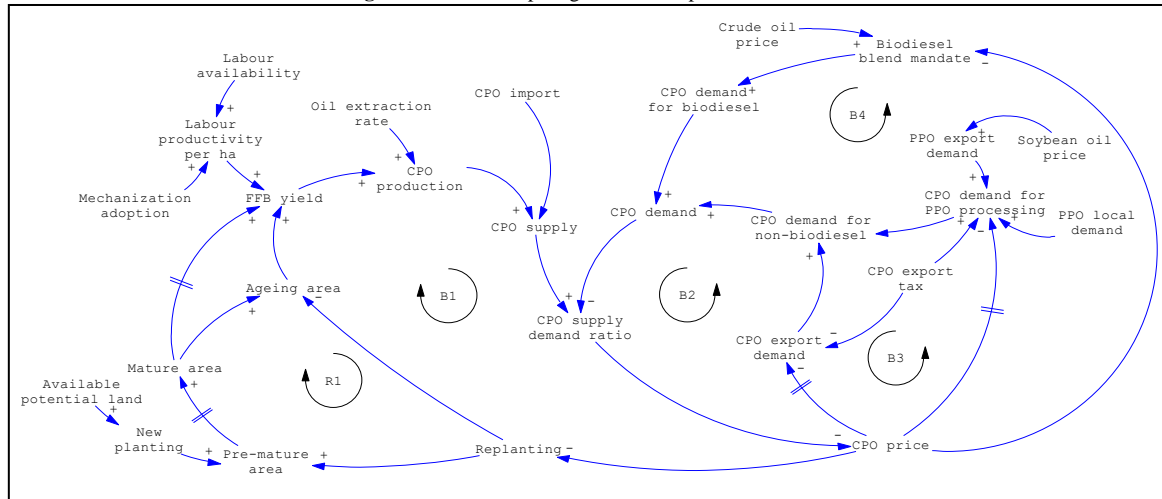 Crude oil
price
Biodiesel
blend mandate
Labour
availability
CPO demand
for biodiesel
CPO import
Oil extraction
rate
B4
Labour
productivity
per ha
PPO export
demand
Soybean oil
price
CPO
production
Mechanization
adoption
FFB yield
CPO demand for
PPO processing
CPO demand
CPO demand for
non-biodiesel
PPO local
demand
CPO supply
CPO export
tax
Ageing area
B1
B2
CPO supply
demand ratio
CPO export
demand
B3
Mature area
R1
Available
potential land
New
planting
Pre-mature
area
Replanting
CPO price